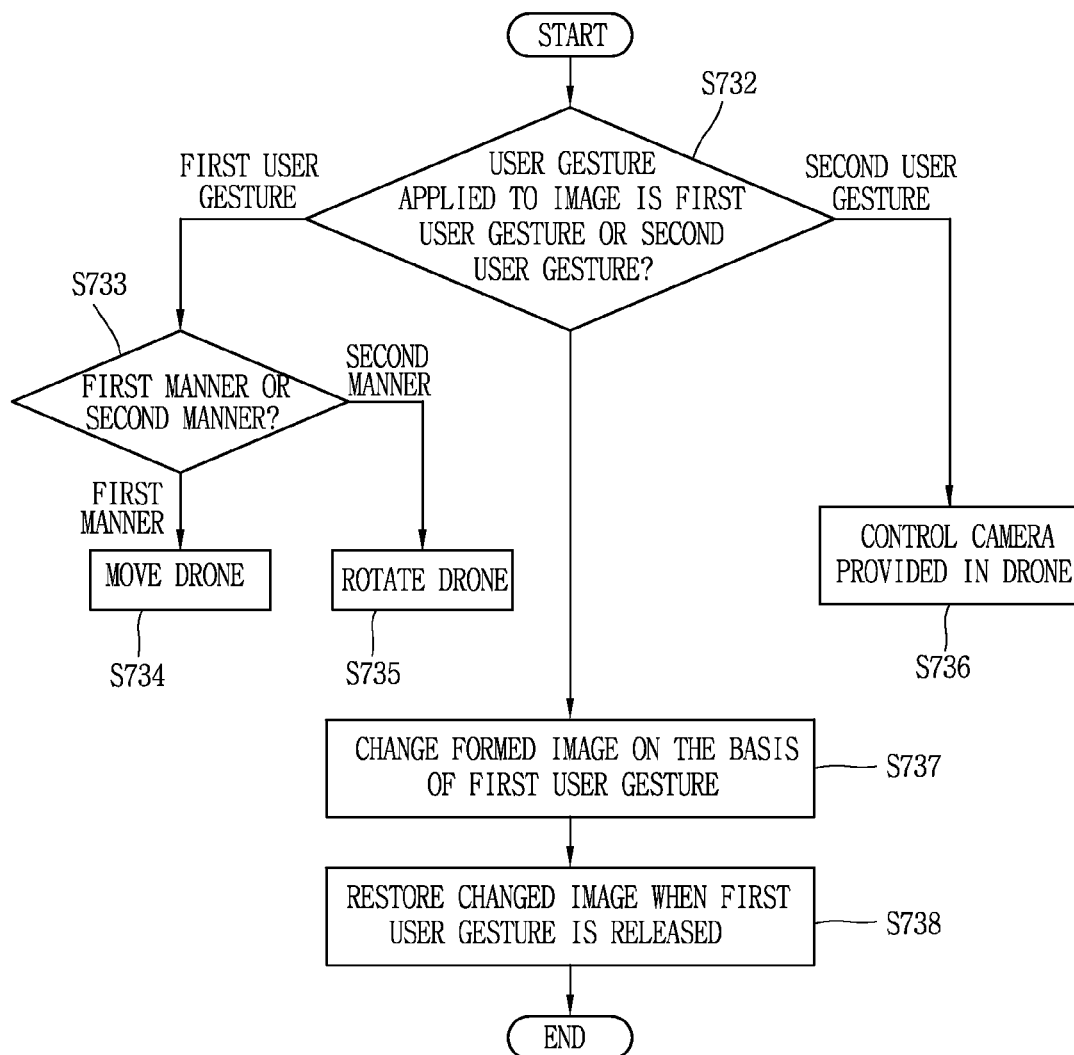 START
S732
USER GESTURE
APPLIED TO IMAGE IS FIRST
USER GESTURE OR SECOND
USER GESTURE?
FIRST USER
GESTURE
SECOND USER
GESTURE
S733
FIRST MANNER OR
SECOND MANNER?
SECOND
MANNER
FIRST
MANNER
MOVE DRONE
S734
ROTATE DRONE
S735
CONTROL CAMERA
PROVIDED IN DRONE
S736
CHANGE FORMED IMAGE ON THE BASIS
OF FIRST USER GESTURE
S737
RESTORE CHANGED IMAGE WHEN FIRST
USER GESTURE IS RELEASED
S738
END